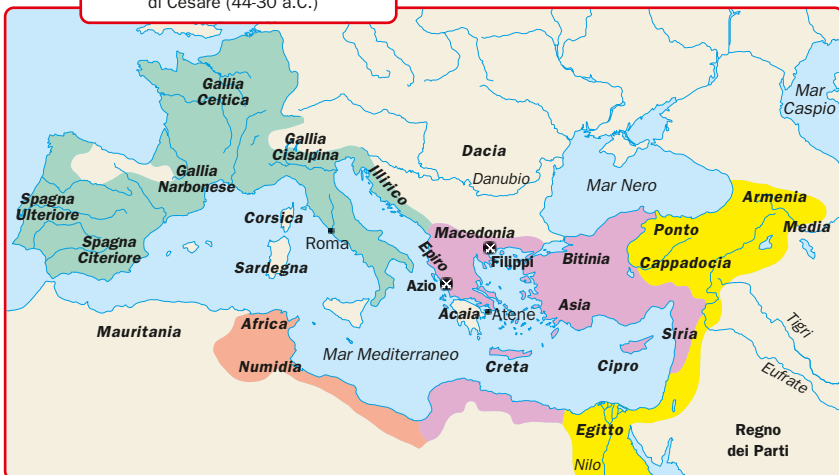 di Cesare (44-30 a.C.)
Gallia
Celtica
Mar
Caspio
Gallia
Cisalpina
Dacia
Danubio
Gallia
Narbonese
Illirico
Mar Nero
Armenia
Spagna
Ulteriore
Corsica
Roma
Macedonia
Ponto
Media
Spagna
Citeriore
Epiro
Filippi
Bitinia
Cappadocia
Sardegna
Azio
Asia
Acaia
Atene
Mauritania
Africa
Siria
Tigri
Mar Mediterraneo
Numidia
Creta
Cipro
Eufrate
Egitto
Regno
dei Parti
Nilo